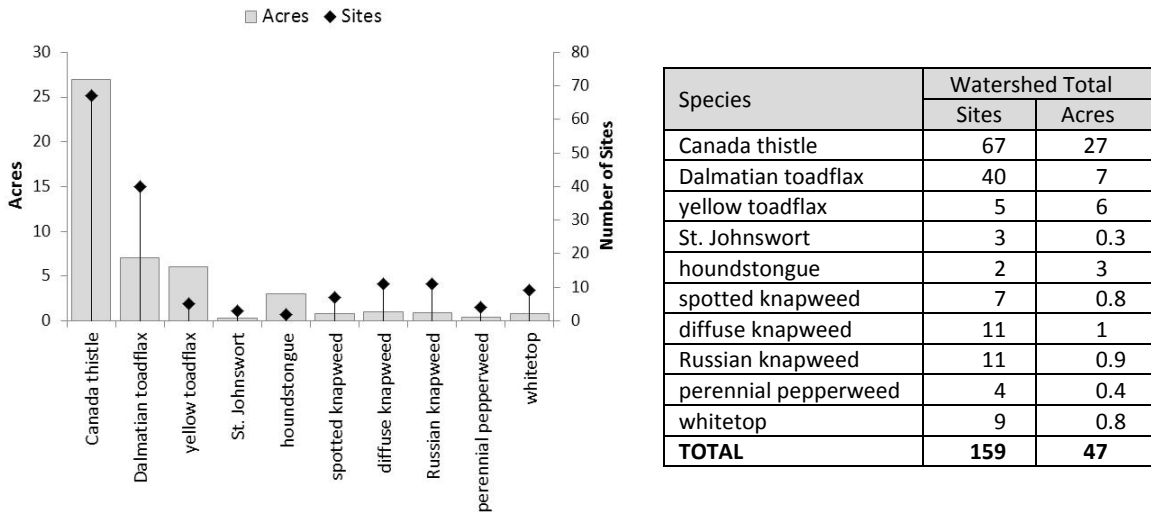 Acres Sites
30
25
20
15
10
5
0
Acres
80
70
60
50
40
30
20
10
0
Number of Sites
Canada thistle
Dalmatian toadflax
yellow toadflax
St. Johnswort
houndstongue
spotted knapweed
diffuse knapweed
Russian knapweed
perennial pepperweed
whitetop
Species Watershed Total
Sites Acres
Canada thistle 67 27
Dalmatian toadflax 40 7
yellow toadflax 5 6
St. Johnswort 3 0.3
houndstongue 2 3
spotted knapweed 7 0.8
diffuse knapweed 11 1
Russian knapweed 11 0.9
perennial pepperweed 4 0.4
whitetop 9 0.8
TOTAL 159 47